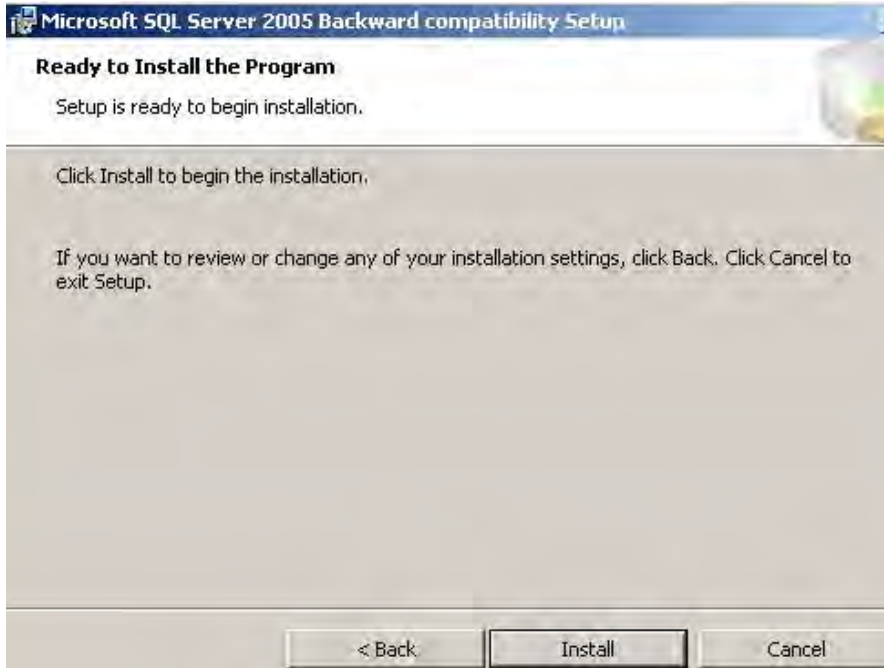 Microsoft SQL Server 2005 Backward compatibility Setup
Ready to Install the Program
Setup is ready to begin installation.
Click Install to begin the installation.
If you want to review or change any of your installation settings, click Back. Click Cancel to
exit Setup.
< Back Install Cancel